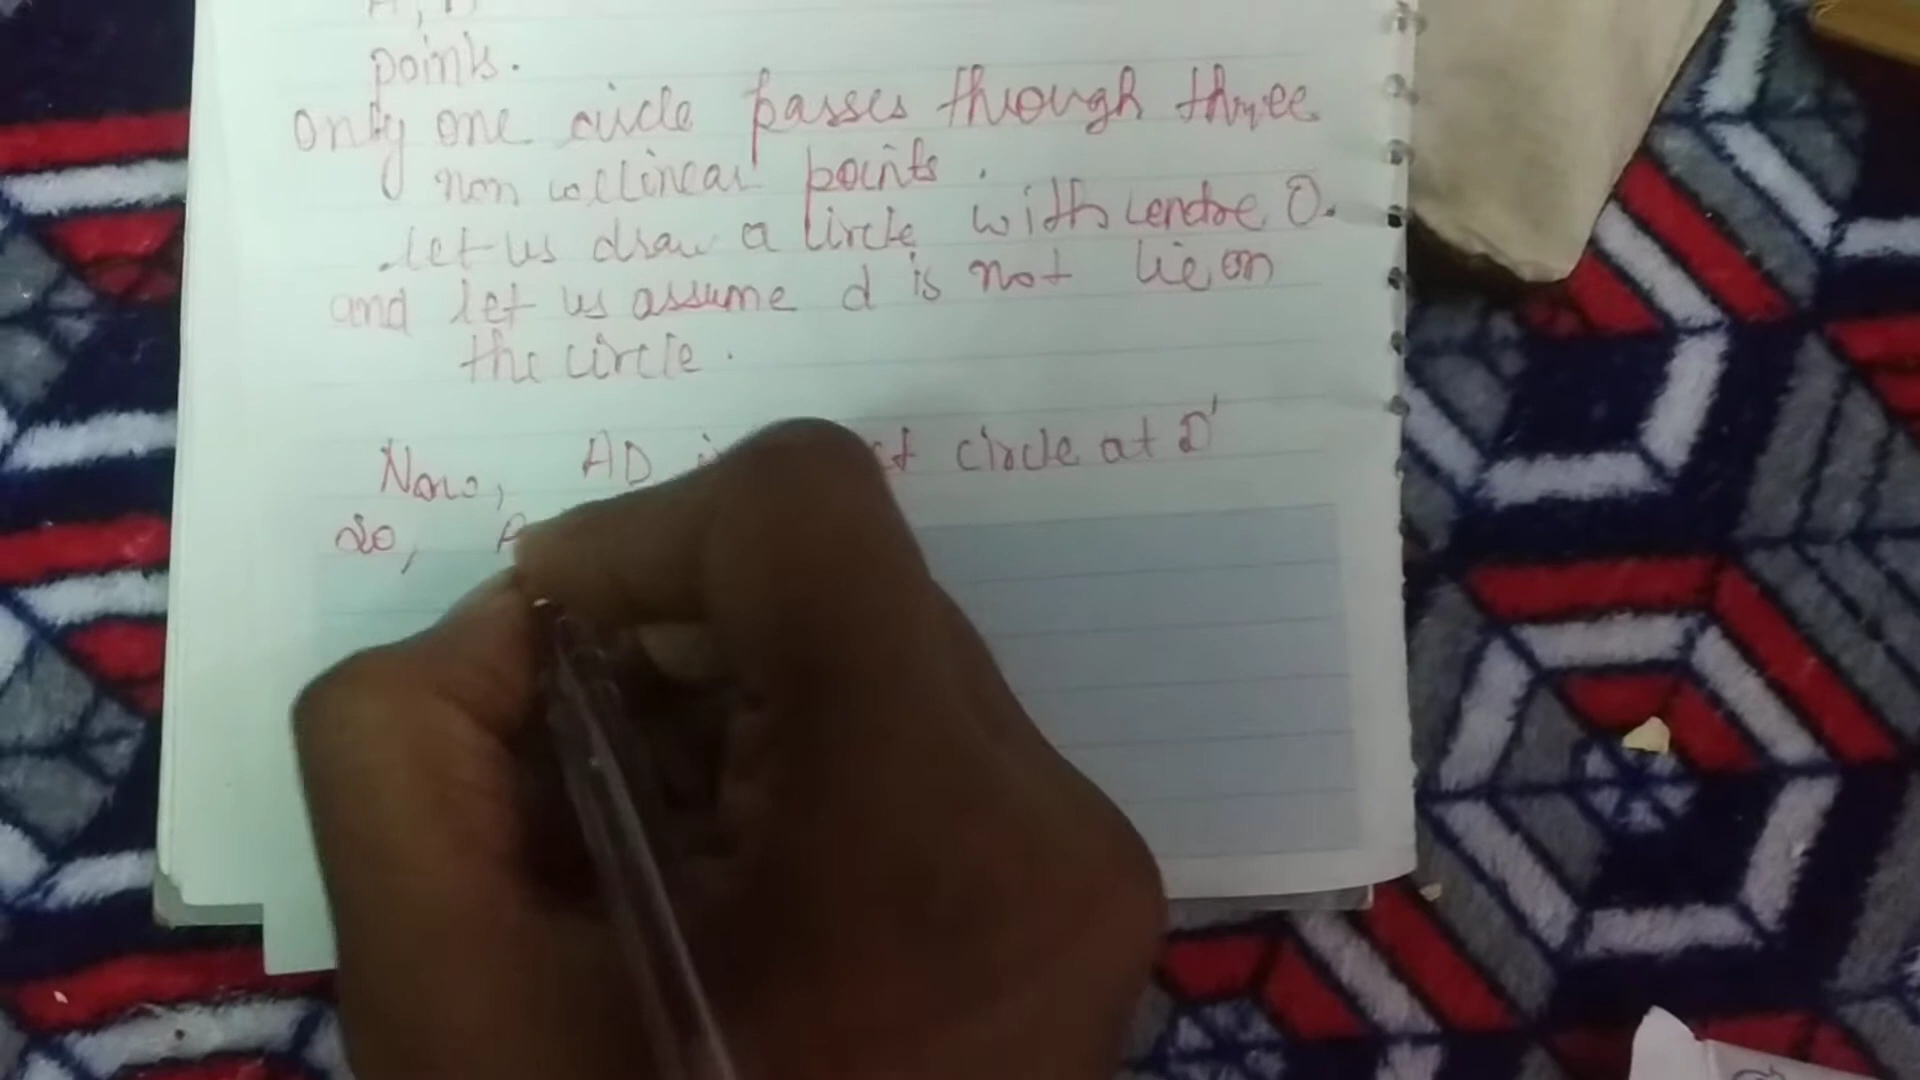 points.
only one circle passes through three
non collinear points.
let us draw a circle with centre O.
and let us assume d is not lie on
the circle.
Now, AD circle at D'
so,